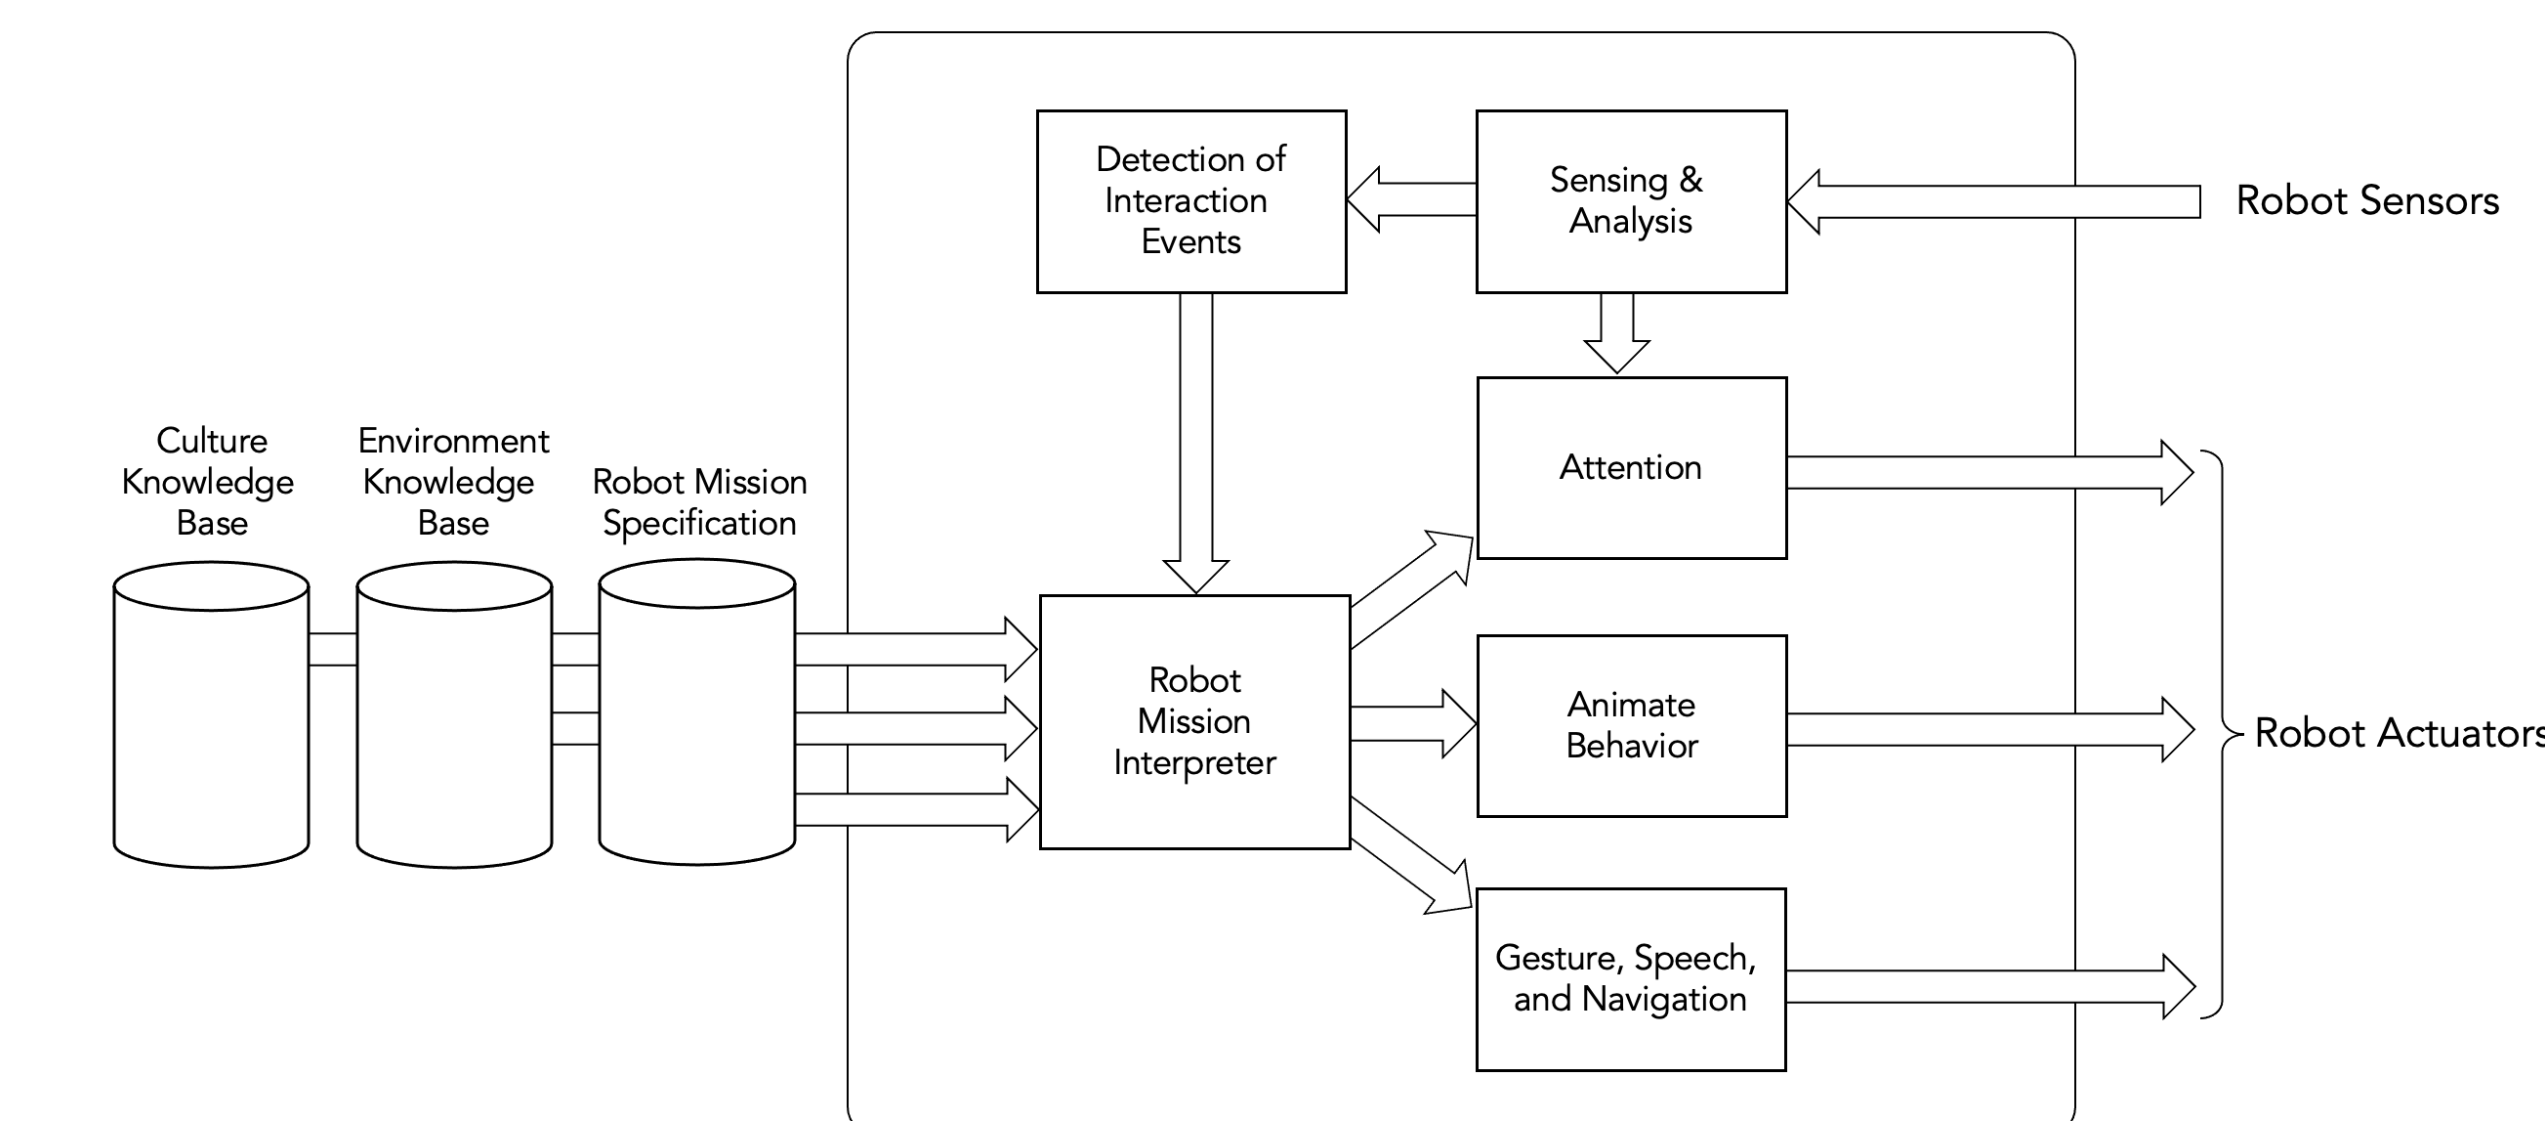 Detection of
Interaction
Events
Sensing &
Analysis
Robot Sensors
Culture
Knowledge
Base
Environment
Knowledge
Base
Robot Mission
Specification
Attention
Robot
Mission
Interpreter
Animate
Behavior
Robot Actuators
Gesture, Speech,
and Navigation